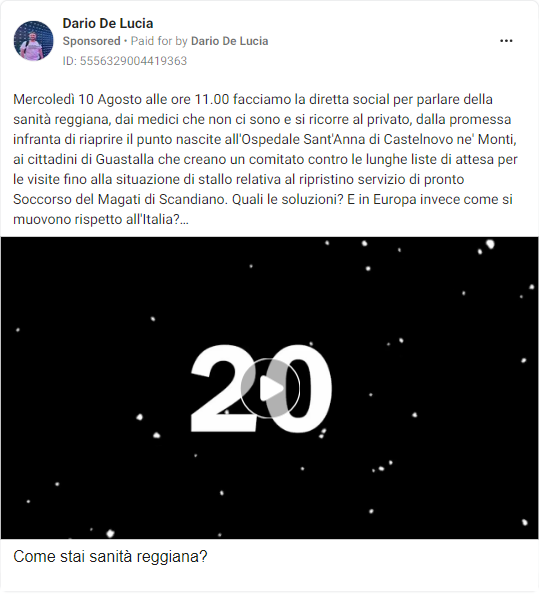 Dario De Lucia
Sponsored • Paid for by Dario De Lucia
ID: 5556329004419363
Mercoledì 10 Agosto alle ore 11.00 facciamo la diretta social per parlare della
sanità reggiana, dai medici che non ci sono e si ricorre al privato, dalla promessa
infranta di riaprire il punto nascite all'Ospedale Sant'Anna di Castelnovo ne' Monti,
ai cittadini di Guastalla che creano un comitato contro le lunghe liste di attesa per
le visite fino alla situazione di stallo relativa al ripristino servizio di pronto
Soccorso del Magati di Scandiano. Quali le soluzioni? E in Europa invece come si
muovono rispetto all'Italia?...
20
Come stai sanità reggiana?